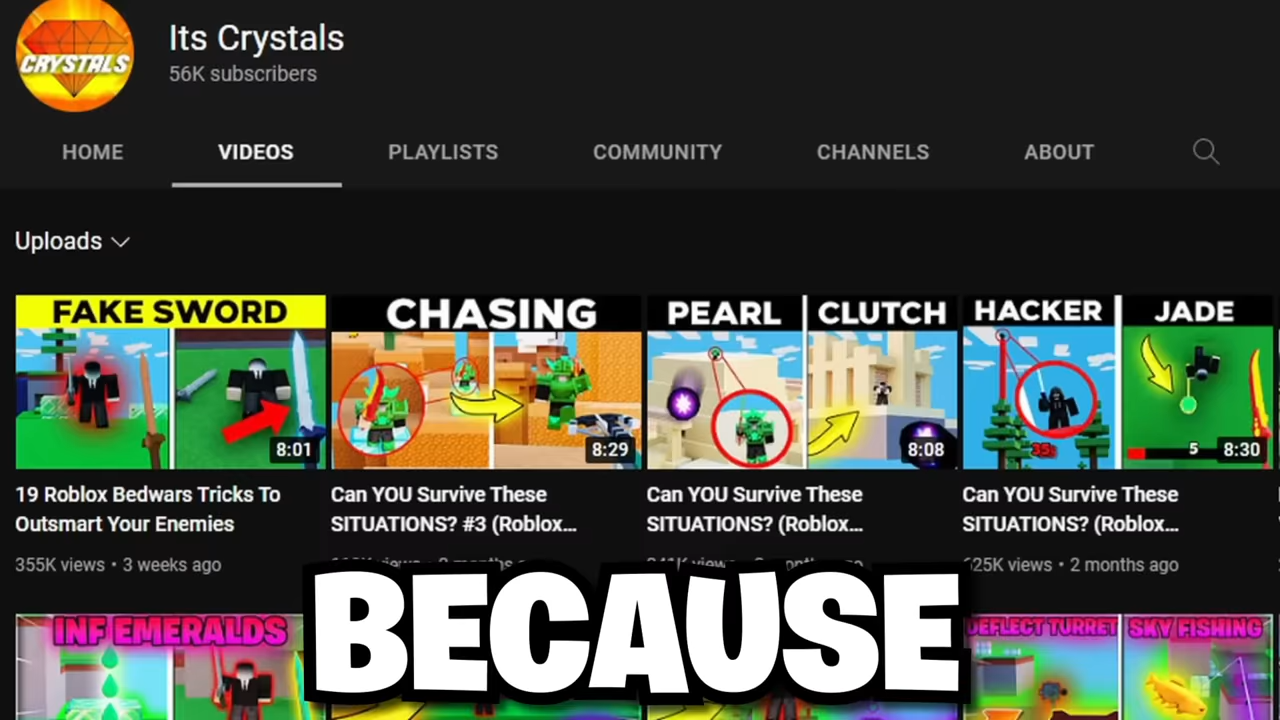 CRYSTALS
Its Crystals
56K subscribers
HOME
VIDEOS
PLAYLISTS
COMMUNITY
CHANNELS
ABOUT
Uploads
FAKE SWORD
8:01
CHASING
8:29
PEARL
CLUTCH
8:08
HACKER
JADE
5
8:30
19 Roblox Bedwars Tricks To
Outsmart Your Enemies
355K views • 3 weeks ago
Can YOU Survive These
SITUATIONS? #3 (Roblox...
Can YOU Survive These
SITUATIONS? (Roblox...
Can YOU Survive These
SITUATIONS? (Roblox...
625K views • 2 months ago
INF EMERALDS
DEFLECT TURRET
SKY FISHING
BECAUSE